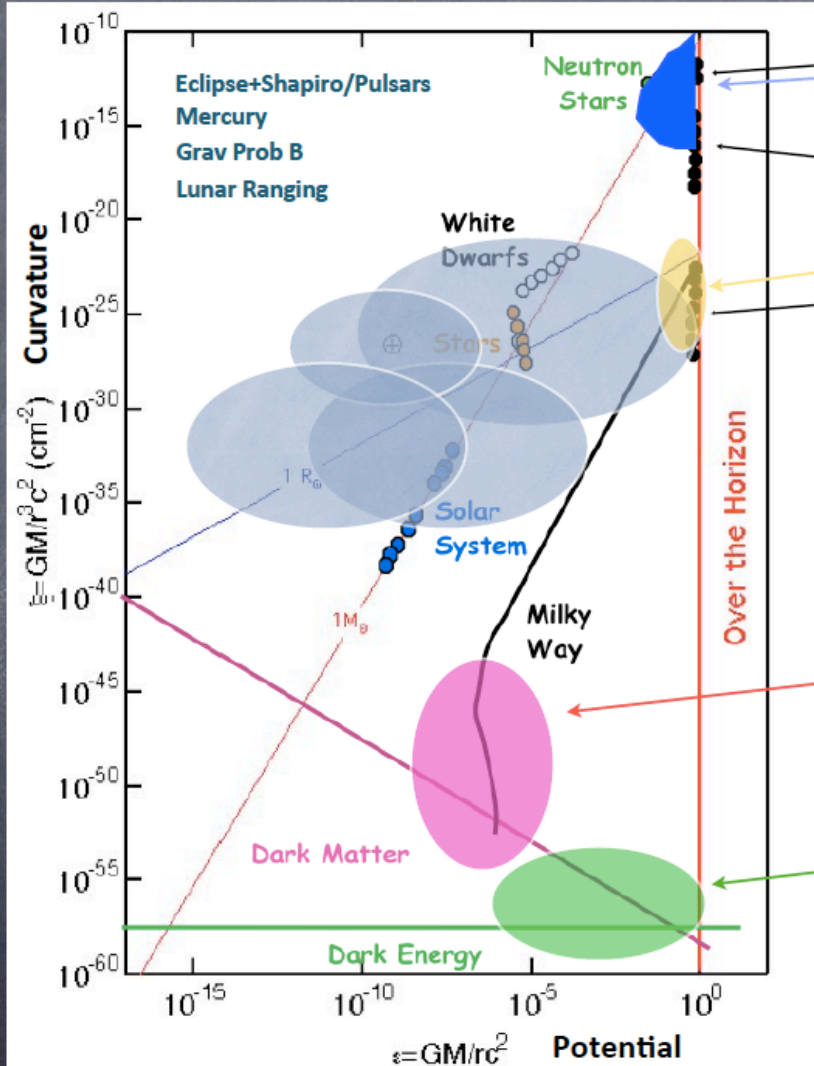 10⁻¹⁰
10⁻¹⁵
10⁻²⁰
10⁻²⁵
10⁻³⁰
10⁻³⁵
10⁻⁴⁰
10⁻⁴⁵
10⁻⁵⁰
10⁻⁵⁵
10⁻⁶⁰
Curvature
ξ=GM/r³c² (cm⁻²)
Eclipse+Shapiro/Pulsars
Mercury
Grav Prob B
Lunar Ranging
Neutron
Stars
White
Dwarfs
Stars
1 R⊙
Solar
System
1M⊙
Milky
Way
Over the Horizon
Dark Matter
Dark Energy
10⁻¹⁵
10⁻¹⁰
10⁻⁵
10⁰
ε=GM/rc²
Potential